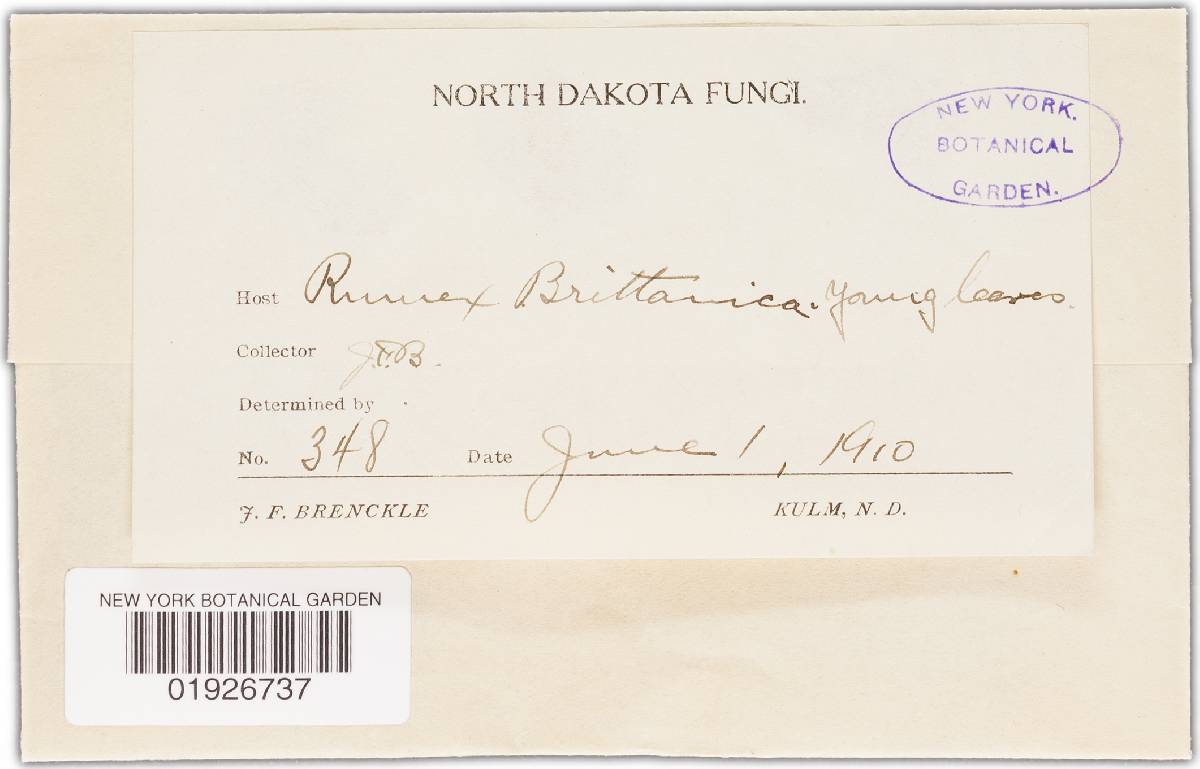 NORTH DAKOTA FUNGI.
NEW YORK.
BOTANICAL
GARDEN.
Host Rumex Brittanica. Young leaves.
Collector J.F.B.
Determined by
No. 348 Date June 1, 1910
J. F. BRENCKLE KULM, N. D.
NEW YORK BOTANICAL GARDEN
01926737